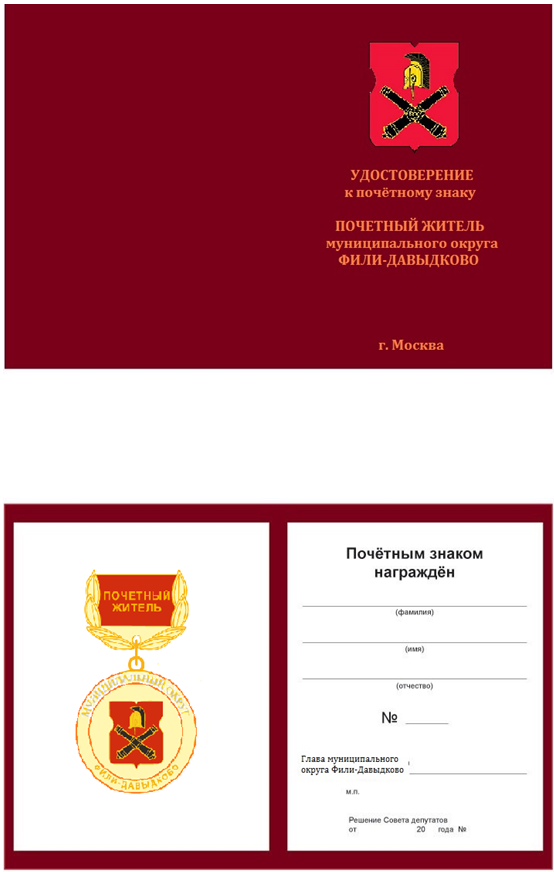 УДОСТОВЕРЕНИЕ
к почётному знаку
ПОЧЕТНЫЙ ЖИТЕЛЬ
муниципального округа
ФИЛИ-ДАВЫДКОВО
г. Москва
ПОЧЕТНЫЙ
ЖИТЕЛЬ
МУНИЦИПАЛЬНЫЙ ОКРУГ
ФИЛИ-ДАВЫДКОВО
Почётным знаком
награждён
(фамилия)
(имя)
(отчество)
№
Глава муниципального
округа Фили-Давыдково
м.п.
Решение Совета депутатов
от 20 года №